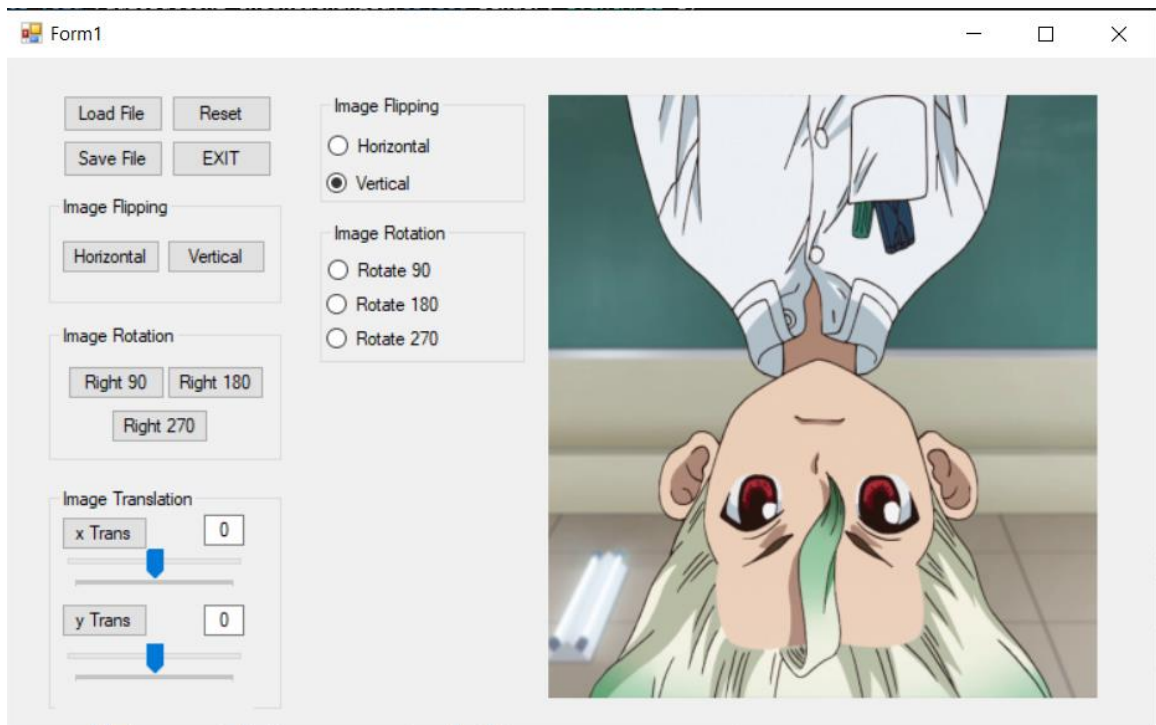 Form1
Load File
Reset
Save File
EXIT
Image Flipping
Horizontal
Vertical
Image Rotation
Right 90
Right 180
Right 270
Image Translation
x Trans
0
y Trans
0
Image Flipping
Horizontal
Vertical
Image Rotation
Rotate 90
Rotate 180
Rotate 270